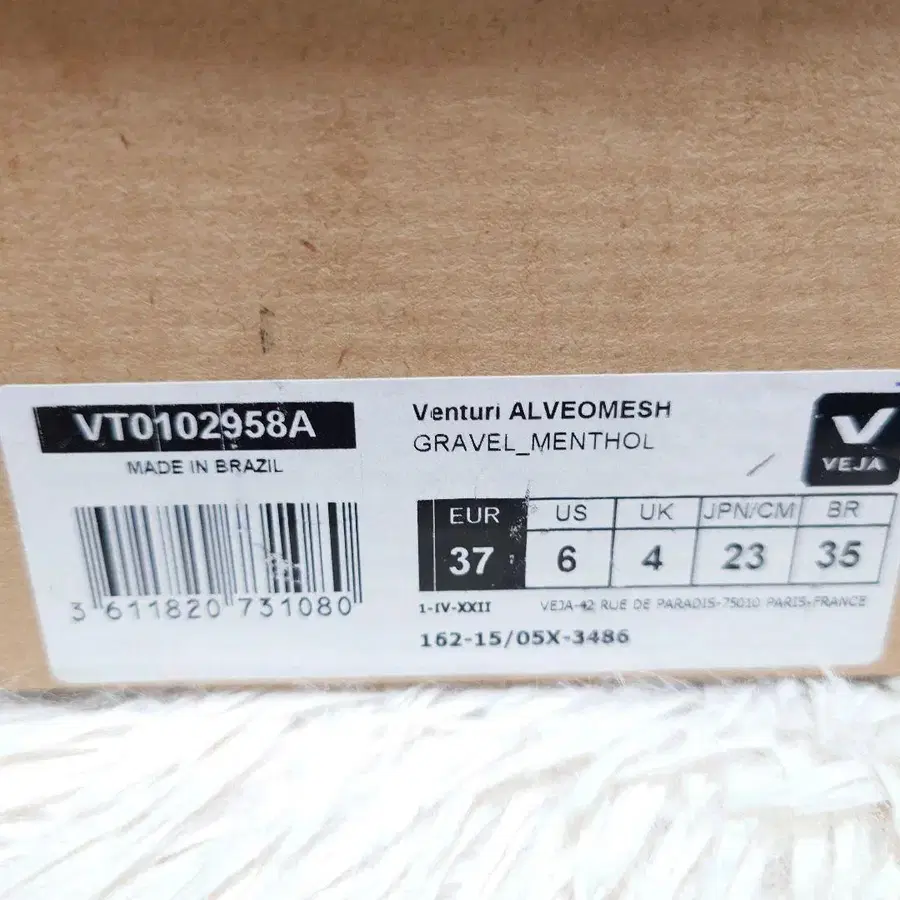 VT0102958A
MADE IN BRAZIL
3 611820 731080
Venturi ALVEOMESH
GRAVEL_MENTHOL
V
VEJA
EUR US UK JPN/CM BR
37 6 4 23 35
1-IV-XXII VEJA-42 RUE DE PARADIS-75010 PARIS-FRANCE
162-15/05X-3486